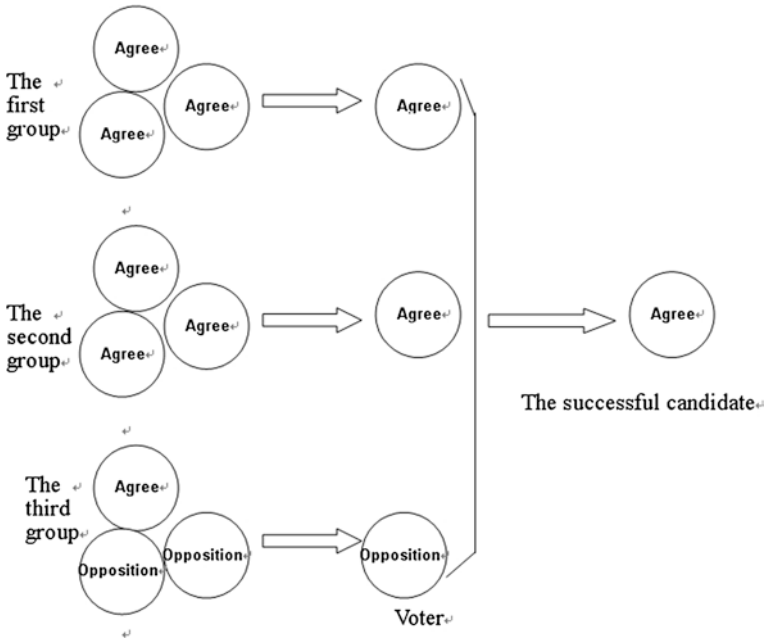 Agree
The
first
group
Agree
Agree
Agree
Agree
The
second
group
Agree
Agree
Agree
Agree
The successful candidate
The
third
group
Agree
Opposition
Opposition
Opposition
Voter